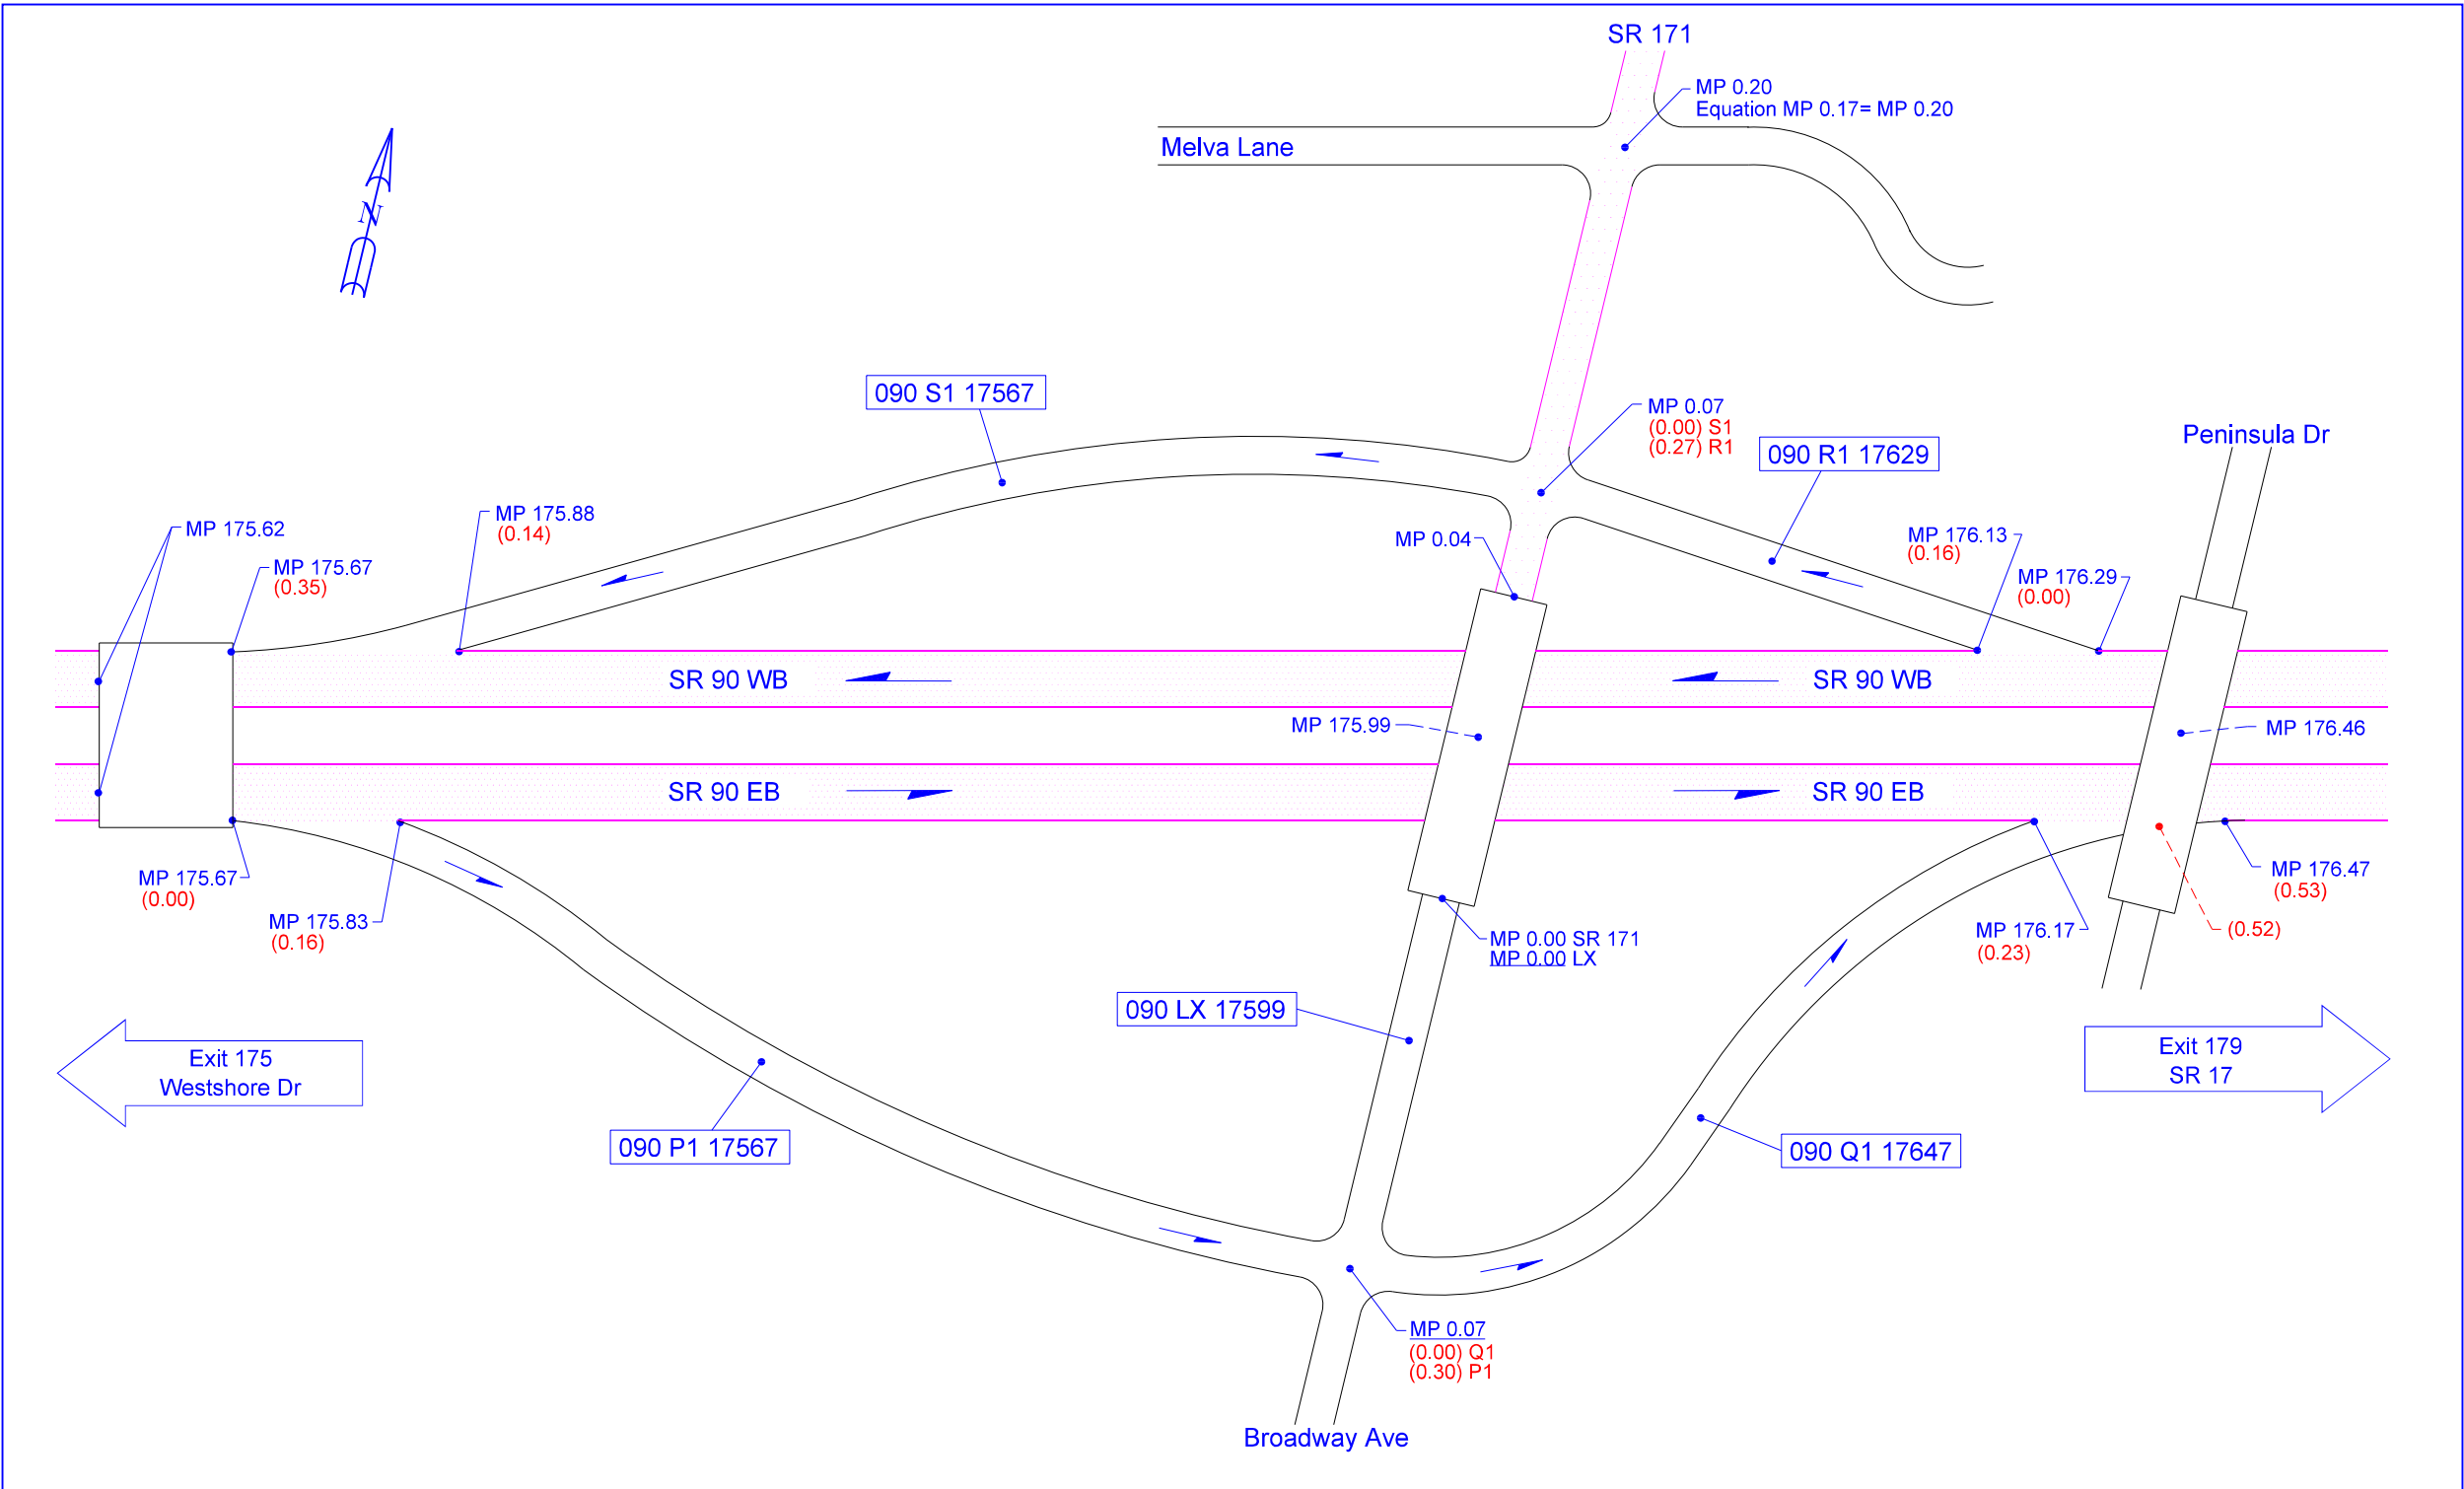 SR 171
MP 0.20
Equation MP 0.17= MP 0.20
Melva Lane
N
090 S1 17567
MP 0.07
(0.00) S1
(0.27) R1
090 R1 17629
Peninsula Dr
MP 175.62
MP 175.67
(0.35)
MP 175.88
(0.14)
MP 0.04
MP 176.13
(0.16)
MP 176.29
(0.00)
SR 90 WB
SR 90 WB
MP 175.99
MP 176.46
SR 90 EB
SR 90 EB
MP 175.67
(0.00)
MP 175.83
(0.16)
MP 0.00 SR 171
MP 0.00 LX
MP 176.17
(0.23)
MP 176.47
(0.53)
(0.52)
090 LX 17599
Exit 175
Westshore Dr
Exit 179
SR 17
090 P1 17567
090 Q1 17647
MP 0.07
(0.00) Q1
(0.30) P1
Broadway Ave